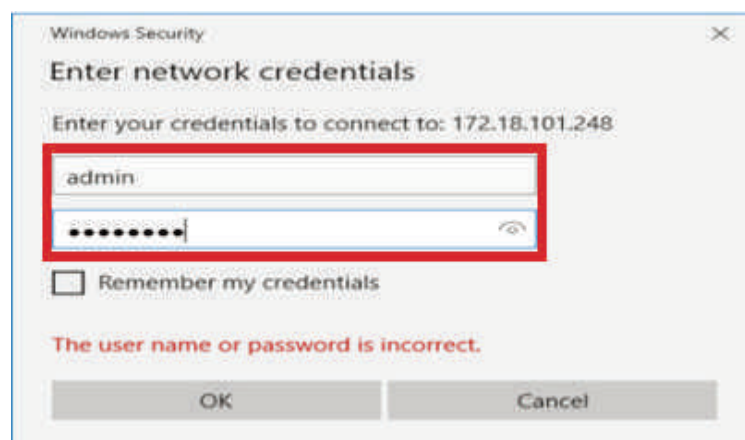 Windows Security
Enter network credentials
Enter your credentials to connect to: 172.18.101.248
admin
••••••••
Remember my credentials
The user name or password is incorrect.
OK Cancel